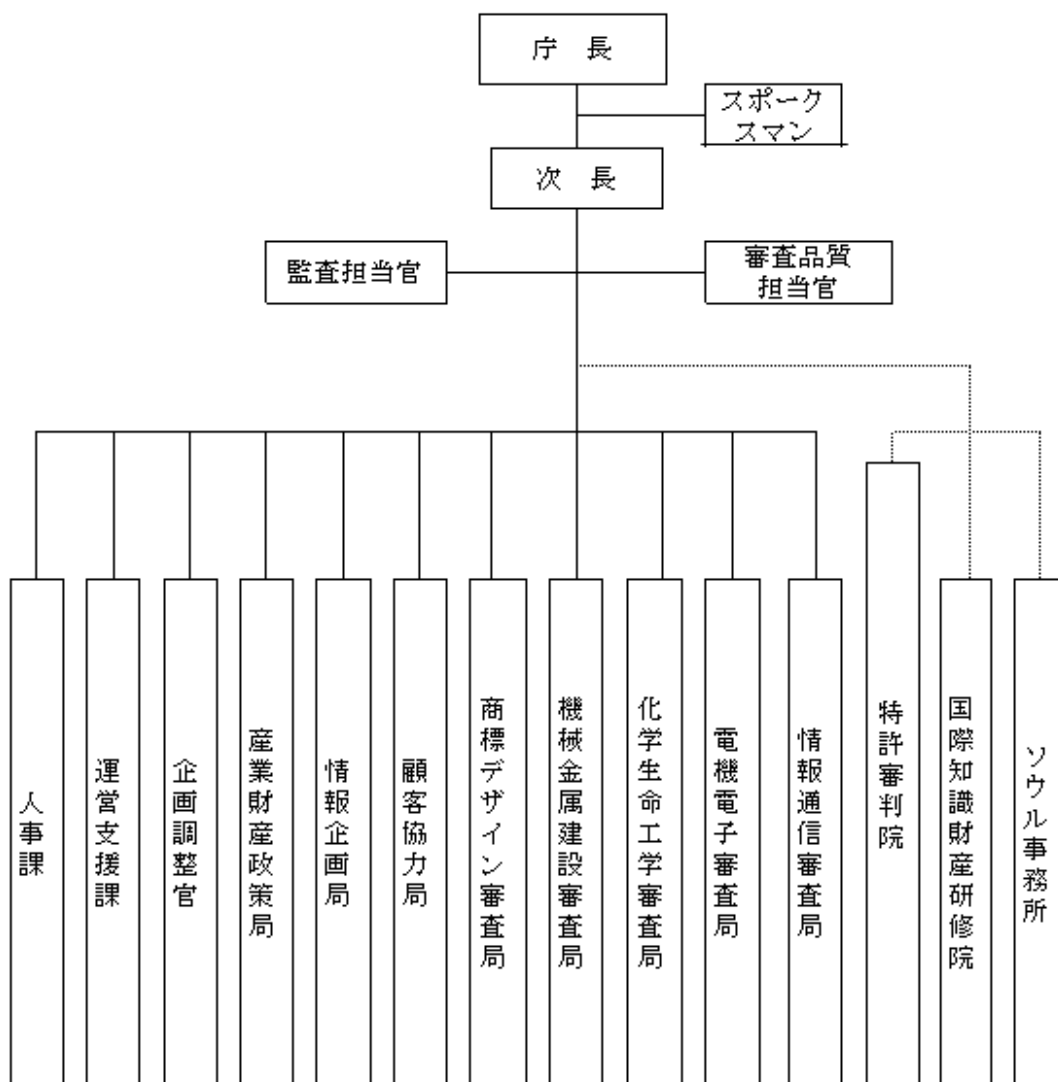 庁 長
スポーク
スマン
次 長
監査担当官
審査品質
担当官
人事課
運営支援課
企画調整官
産業財産政策局
情報企画局
顧客協力局
商標デザイン審査局
機械金属建設審査局
化学生命工学審査局
電機電子審査局
情報通信審査局
特許審判院
国際知識財産研修院
ソウル事務所